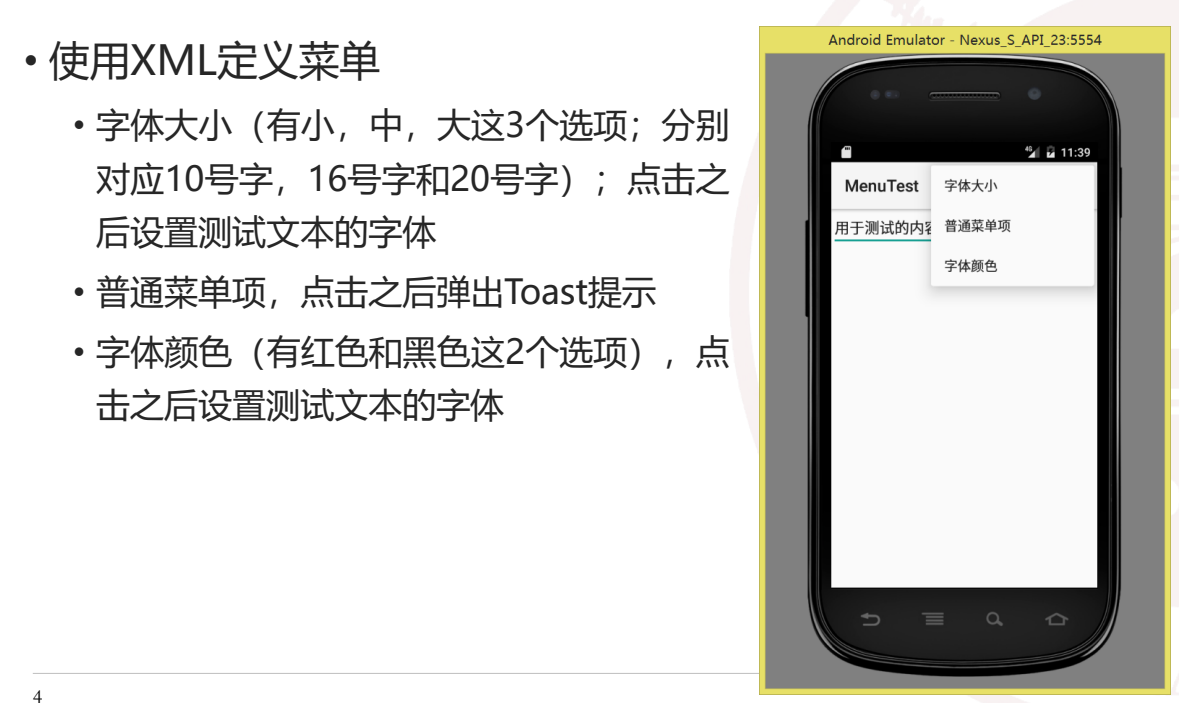 • 使用XML定义菜单
• 字体大小（有小，中，大这3个选项；分别
对应10号字，16号字和20号字）；点击之
后设置测试文本的字体
• 普通菜单项，点击之后弹出Toast提示
• 字体颜色（有红色和黑色这2个选项），点
击之后设置测试文本的字体
4
Android Emulator - Nexus_S_API_23:5554
11:39
MenuTest
字体大小
用于测试的内容
普通菜单项
字体颜色